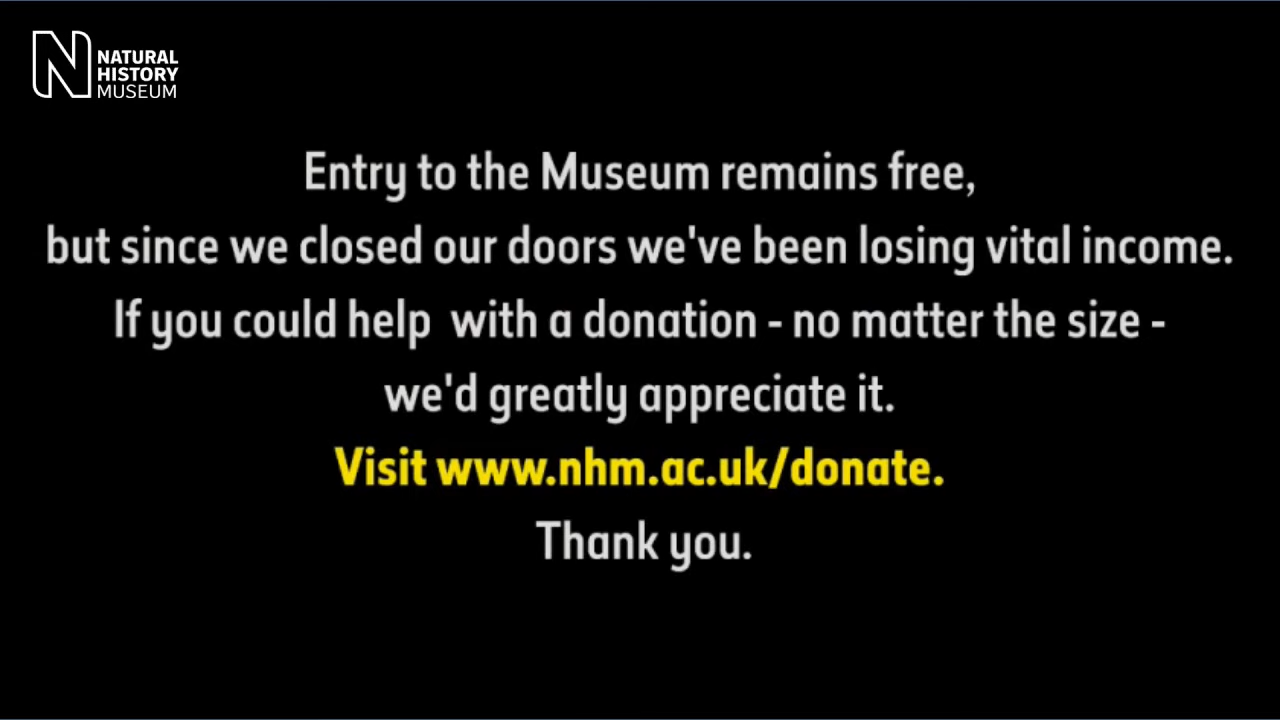 NATURAL
HISTORY
MUSEUM
Entry to the Museum remains free,
but since we closed our doors we've been losing vital income.
If you could help  with a donation - no matter the size -
we'd greatly appreciate it.
Visit www.nhm.ac.uk/donate.
Thank you.